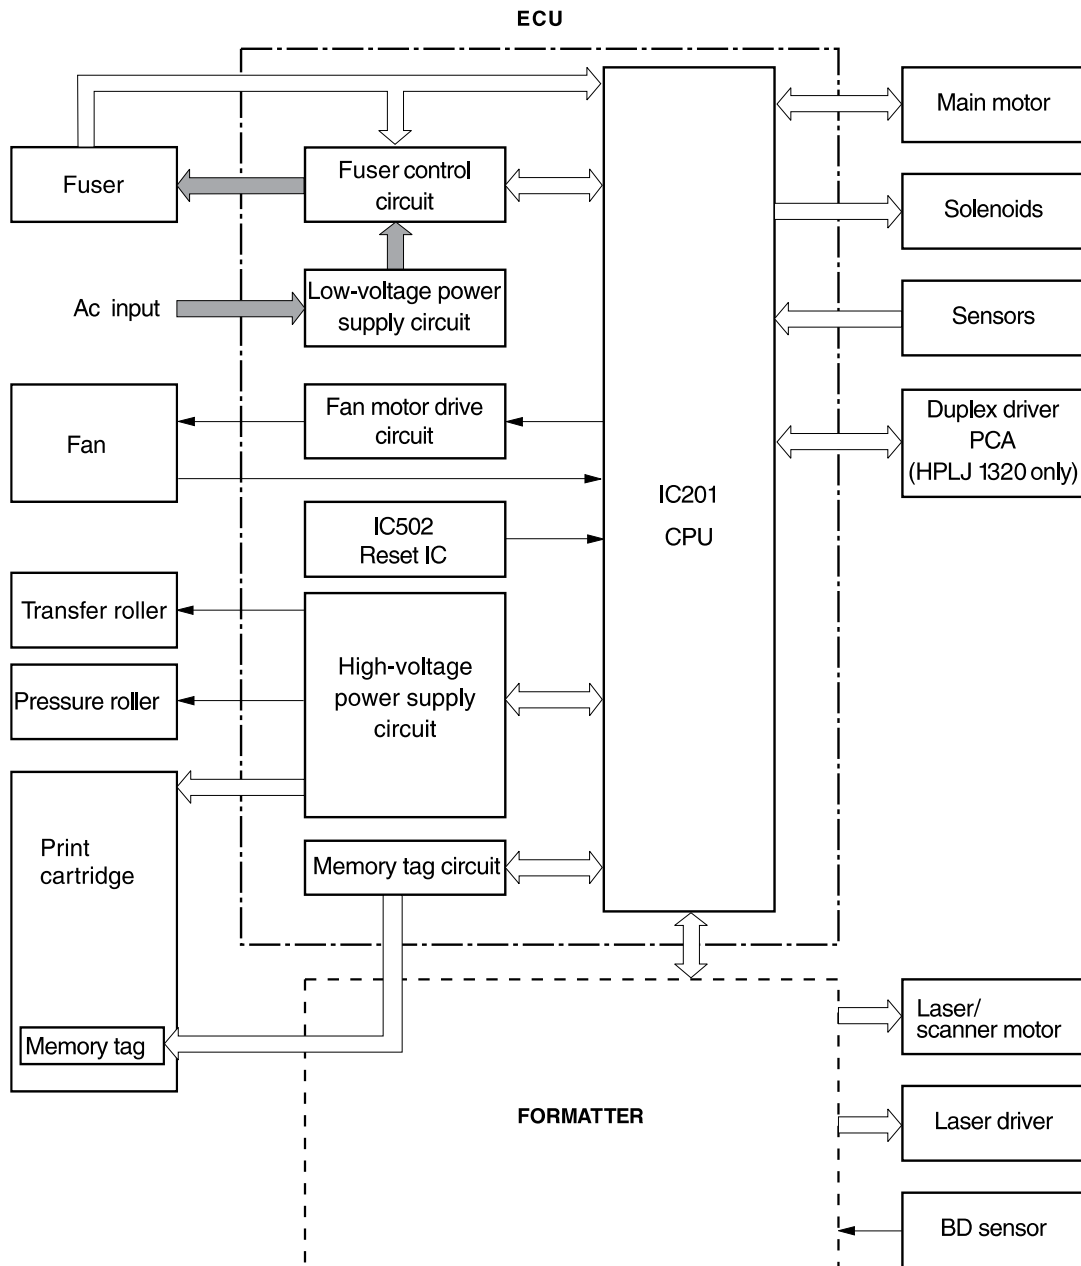 ECU
Main motor
Fuser
Fuser control
circuit
Solenoids
Ac input
Low-voltage power
supply circuit
Sensors
Fan
Fan motor drive
circuit
Duplex driver
PCA
(HPLJ 1320 only)
IC201
CPU
IC502
Reset IC
Transfer roller
Pressure roller
High-voltage
power supply
circuit
Print
cartridge
Memory tag circuit
Memory tag
FORMATTER
Laser/
scanner motor
Laser driver
BD sensor